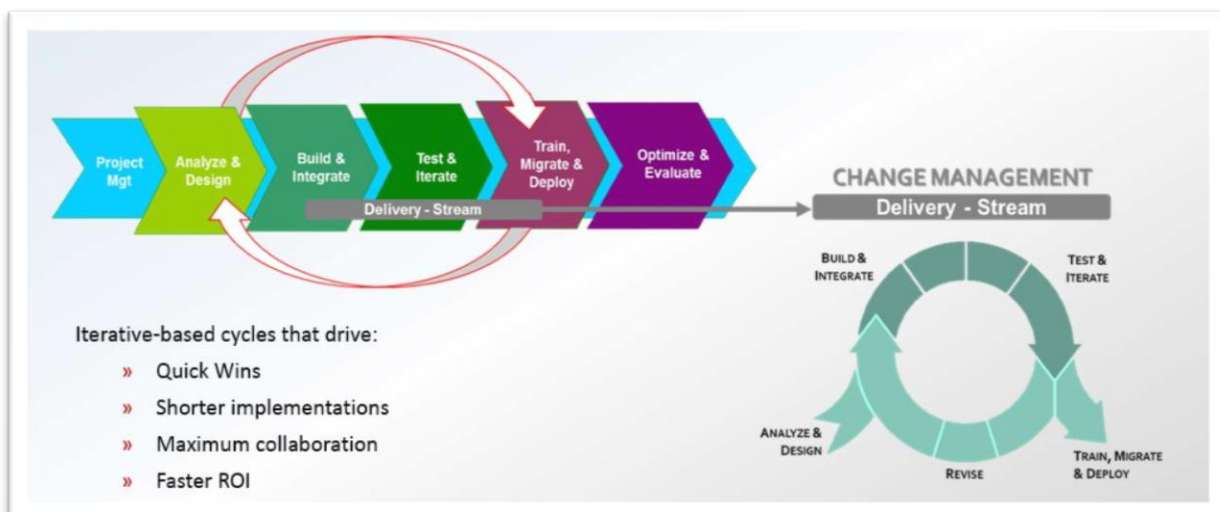 Project
Mgt
Analyze &
Design
Build &
Integrate
Test &
Iterate
Train,
Migrate &
Deploy
Optimize &
Evaluate
Delivery - Stream
CHANGE MANAGEMENT
Delivery - Stream
BUILD &
INTEGRATE
TEST &
ITERATE
ANALYZE &
DESIGN
REVISE
TRAIN, MIGRATE
& DEPLOY
Iterative-based cycles that drive:
» Quick Wins
» Shorter implementations
» Maximum collaboration
» Faster ROI